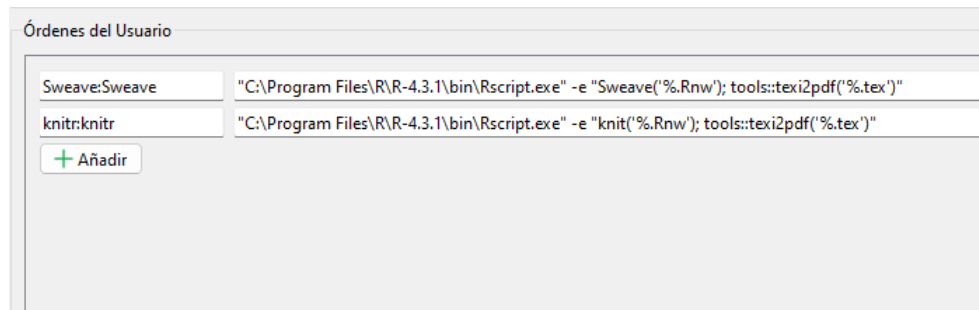 Órdenes del Usuario
Sweave:Sweave "C:\Program Files\R\R-4.3.1\bin\Rscript.exe" -e "Sweave('%.Rnw'); tools::texi2pdf('%.tex')"
knitr:knitr "C:\Program Files\R\R-4.3.1\bin\Rscript.exe" -e "knit('%.Rnw'); tools::texi2pdf('%.tex')"
Añadir